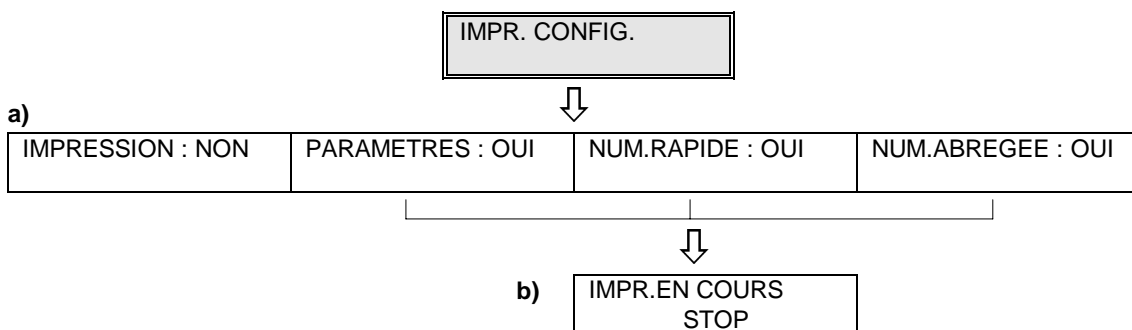 IMPR. CONFIG.
a)
IMPRESSION : NON
PARAMETRES : OUI
NUM.RAPIDE : OUI
NUM.ABREGEE : OUI
b)
IMPR.EN COURS
STOP